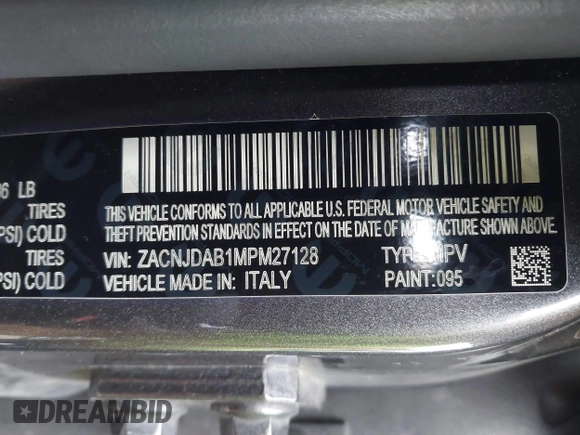 06 LB
TIRES
PSI) COLD
TIRES
PSI) COLD
THIS VEHICLE CONFORMS TO ALL APPLICABLE U.S. FEDERAL MOTOR VEHICLE SAFETY AND
THEFT PREVENTION STANDARDS IN EFFECT ON THE DATE OF MANUFACTURE SHOWN ABOVE.
VIN: ZACNJDAB1MPM27128 MPV
VEHICLE MADE IN: ITALY PAINT:095
DREAMBID